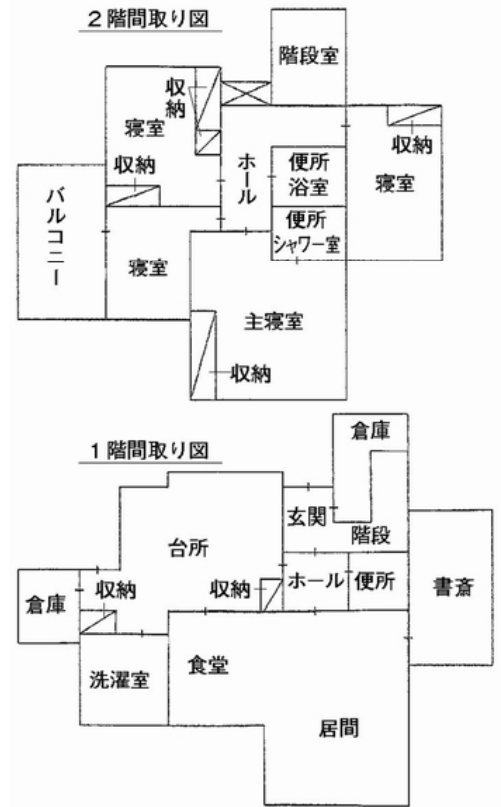 2階間取り図
階段室
収納
寝室
収納
収納
ホール
便所
浴室
寝室
バルコニー
便所
シャワー室
寝室
主寝室
収納
1階間取り図
倉庫
玄関
階段
台所
収納
収納
ホール
便所
書斎
倉庫
洗濯室
食堂
居間